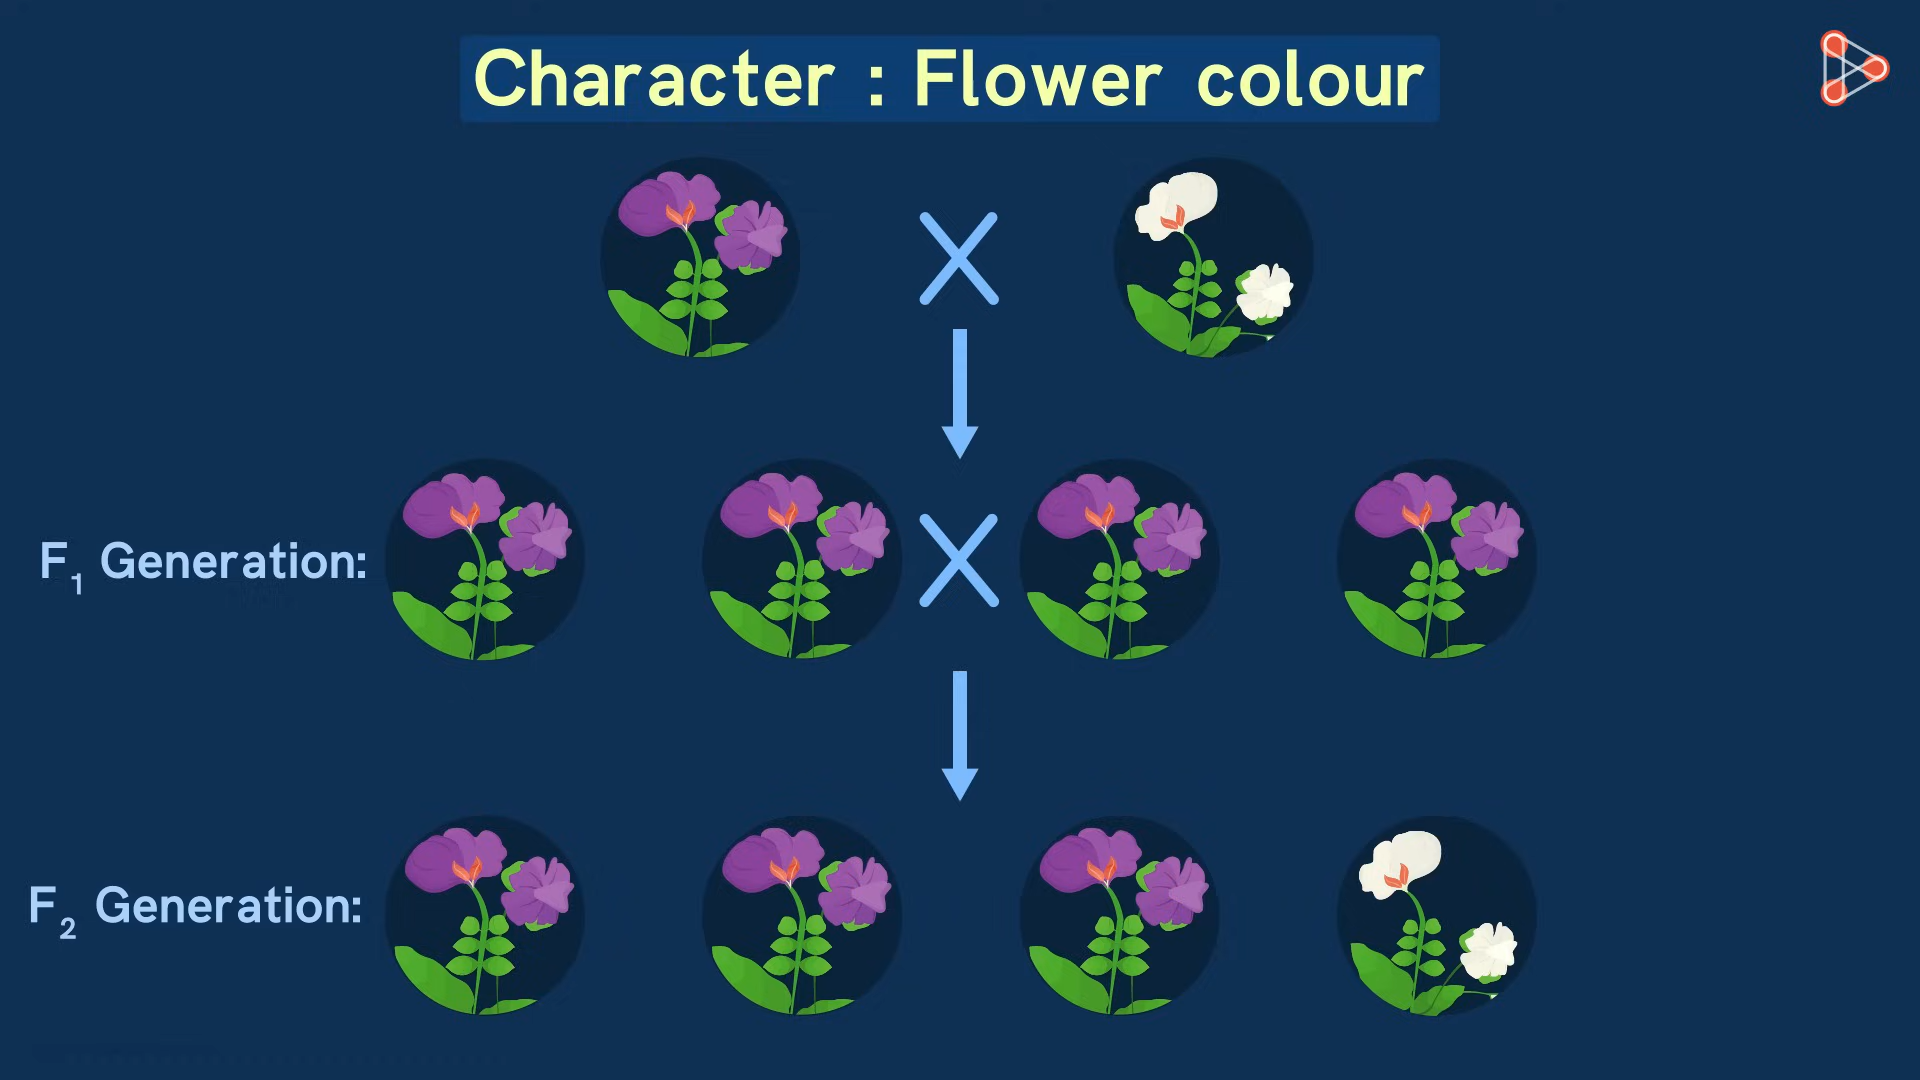 Character : Flower colour
F₁ Generation:
F₂ Generation: